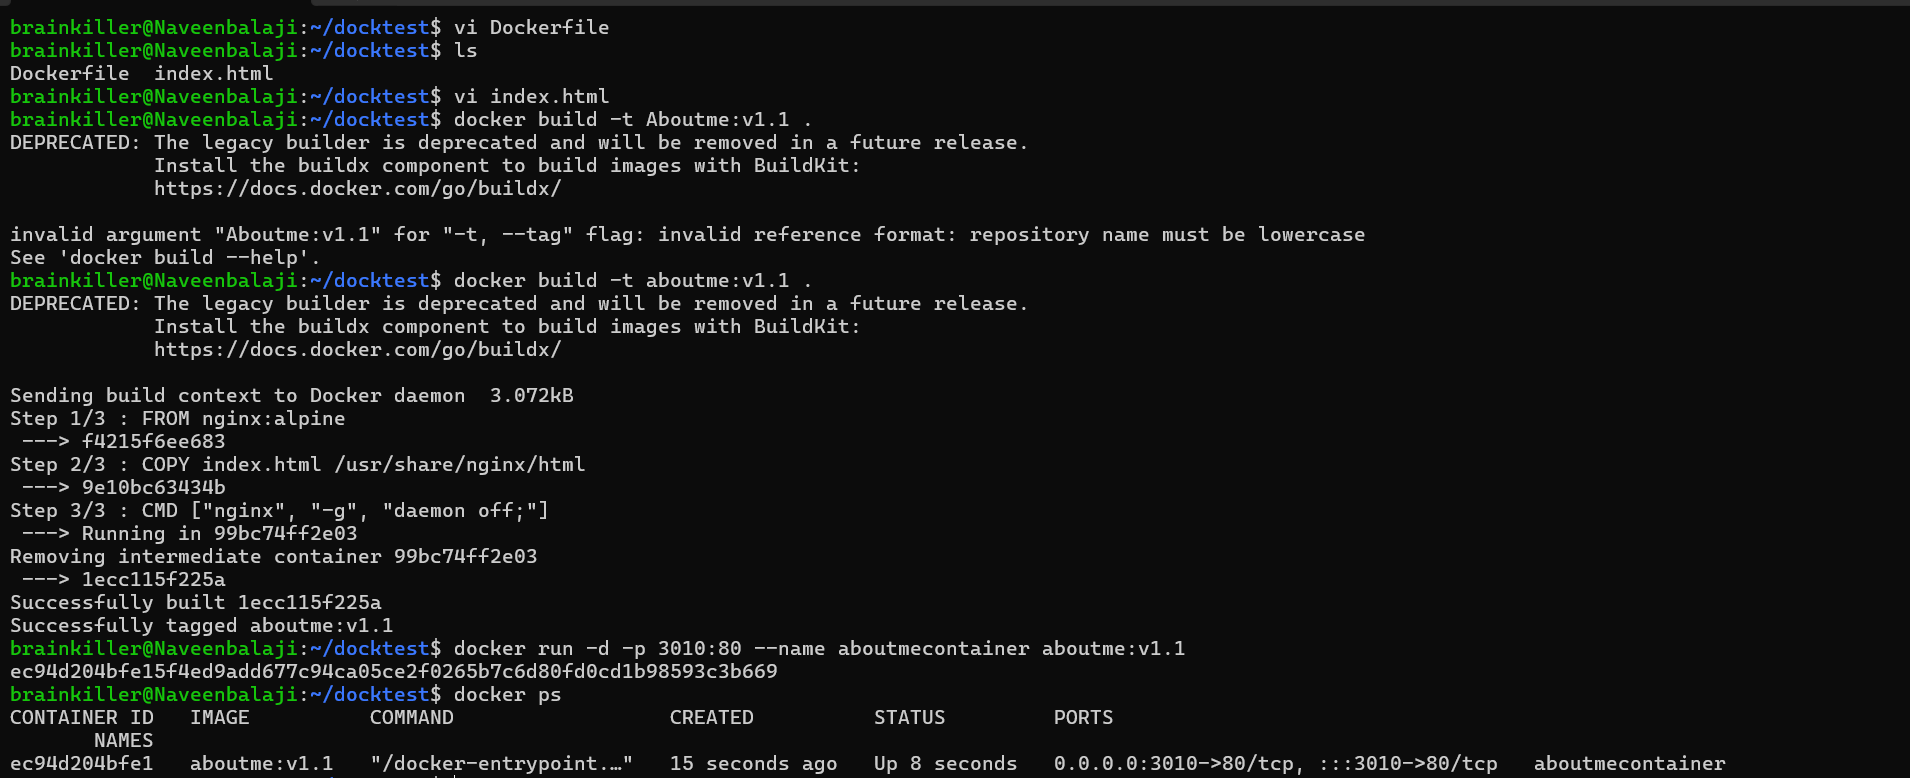 brainkiller@Naveenbalaji:~/docktest$ vi Dockerfile
brainkiller@Naveenbalaji:~/docktest$ ls
Dockerfile  index.html
brainkiller@Naveenbalaji:~/docktest$ vi index.html
brainkiller@Naveenbalaji:~/docktest$ docker build -t Aboutme:v1.1 .
DEPRECATED: The legacy builder is deprecated and will be removed in a future release.
            Install the buildx component to build images with BuildKit:
            https://docs.docker.com/go/buildx/

invalid argument "Aboutme:v1.1" for "-t, --tag" flag: invalid reference format: repository name must be lowercase
See 'docker build --help'.
brainkiller@Naveenbalaji:~/docktest$ docker build -t aboutme:v1.1 .
DEPRECATED: The legacy builder is deprecated and will be removed in a future release.
            Install the buildx component to build images with BuildKit:
            https://docs.docker.com/go/buildx/

Sending build context to Docker daemon  3.072kB
Step 1/3 : FROM nginx:alpine
 ---> f4215f6ee683
Step 2/3 : COPY index.html /usr/share/nginx/html
 ---> 9e10bc63434b
Step 3/3 : CMD ["nginx", "-g", "daemon off;"]
 ---> Running in 99bc74ff2e03
Removing intermediate container 99bc74ff2e03
 ---> 1ecc115f225a
Successfully built 1ecc115f225a
Successfully tagged aboutme:v1.1
brainkiller@Naveenbalaji:~/docktest$ docker run -d -p 3010:80 --name aboutmecontainer aboutme:v1.1
ec94d204bfe15f4ed9add677c94ca05ce2f0265b7c6d80fd0cd1b98593c3b669
brainkiller@Naveenbalaji:~/docktest$ docker ps
CONTAINER ID   IMAGE          COMMAND                  CREATED          STATUS         PORTS
       NAMES
ec94d204bfe1   aboutme:v1.1   "/docker-entrypoint.…"   15 seconds ago   Up 8 seconds   0.0.0.0:3010->80/tcp, :::3010->80/tcp   aboutmecontainer